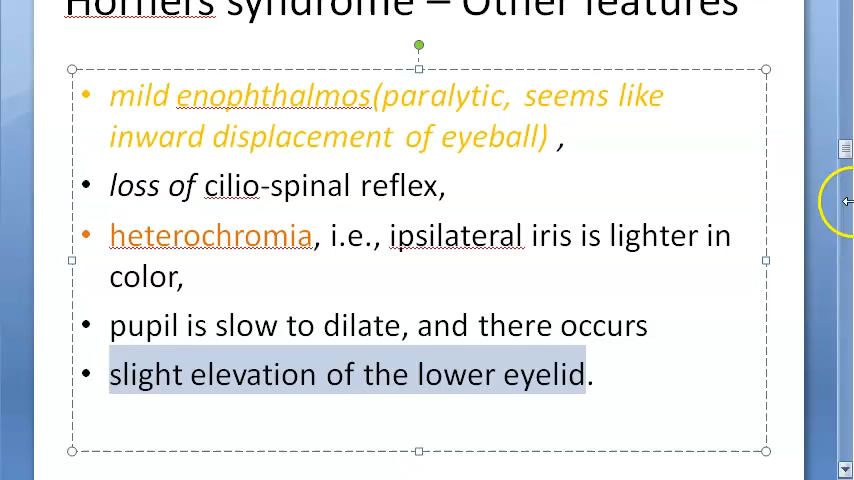 Horners syndrome – Other features
• mild enophthalmos(paralytic, seems like
inward displacement of eyeball) ,
• loss of cilio-spinal reflex,
• heterochromia, i.e., ipsilateral iris is lighter in
color,
• pupil is slow to dilate, and there occurs
• slight elevation of the lower eyelid.